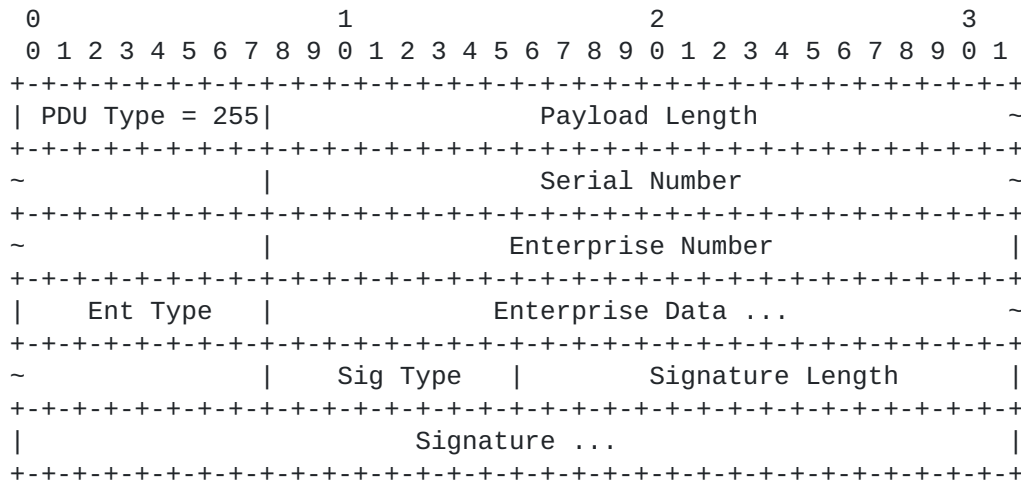 0                   1                   2                   3
 0 1 2 3 4 5 6 7 8 9 0 1 2 3 4 5 6 7 8 9 0 1 2 3 4 5 6 7 8 9 0 1
+-+-+-+-+-+-+-+-+-+-+-+-+-+-+-+-+-+-+-+-+-+-+-+-+-+-+-+-+-+-+-+-+
| PDU Type = 255|                 Payload Length                ~
+-+-+-+-+-+-+-+-+-+-+-+-+-+-+-+-+-+-+-+-+-+-+-+-+-+-+-+-+-+-+-+-+
~               |                 Serial Number                 ~
+-+-+-+-+-+-+-+-+-+-+-+-+-+-+-+-+-+-+-+-+-+-+-+-+-+-+-+-+-+-+-+-+
~               |               Enterprise Number               |
+-+-+-+-+-+-+-+-+-+-+-+-+-+-+-+-+-+-+-+-+-+-+-+-+-+-+-+-+-+-+-+-+
|    Ent Type   |              Enterprise Data ...              ~
+-+-+-+-+-+-+-+-+-+-+-+-+-+-+-+-+-+-+-+-+-+-+-+-+-+-+-+-+-+-+-+-+
~               |    Sig Type   |        Signature Length       |
+-+-+-+-+-+-+-+-+-+-+-+-+-+-+-+-+-+-+-+-+-+-+-+-+-+-+-+-+-+-+-+-+
|                         Signature ...                         |
+-+-+-+-+-+-+-+-+-+-+-+-+-+-+-+-+-+-+-+-+-+-+-+-+-+-+-+-+-+-+-+-+